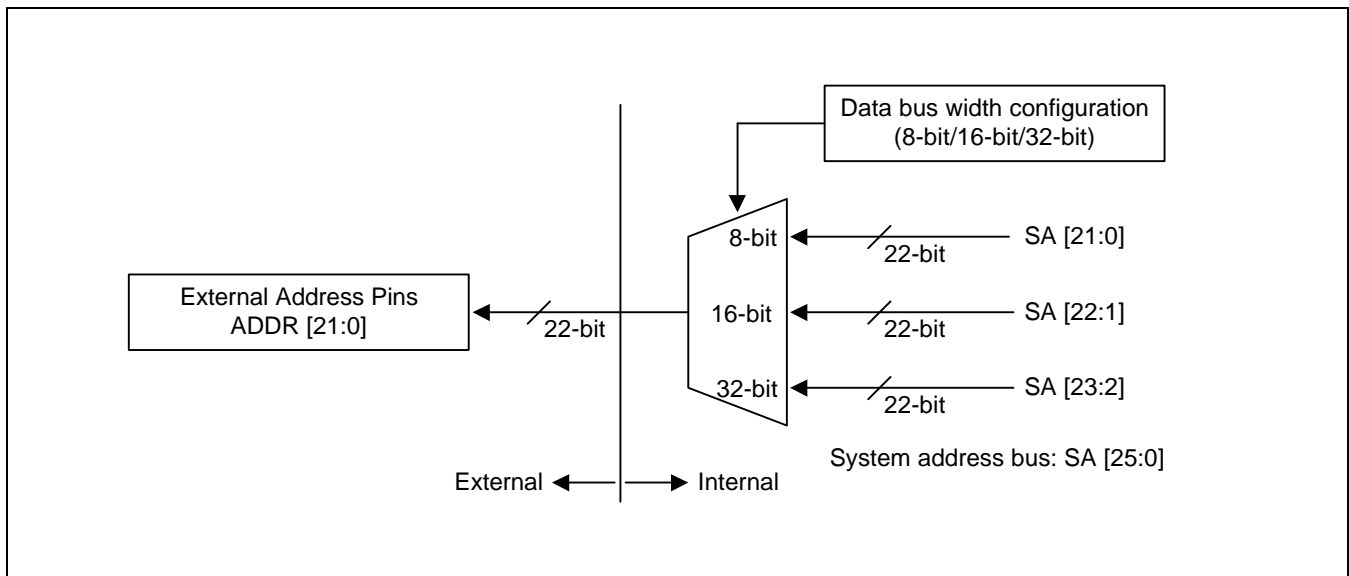 Data bus width configuration
(8-bit/16-bit/32-bit)
8-bit
22-bit
SA [21:0]
External Address Pins
ADDR [21:0]
22-bit
16-bit
22-bit
SA [22:1]
32-bit
22-bit
SA [23:2]
System address bus: SA [25:0]
External
Internal